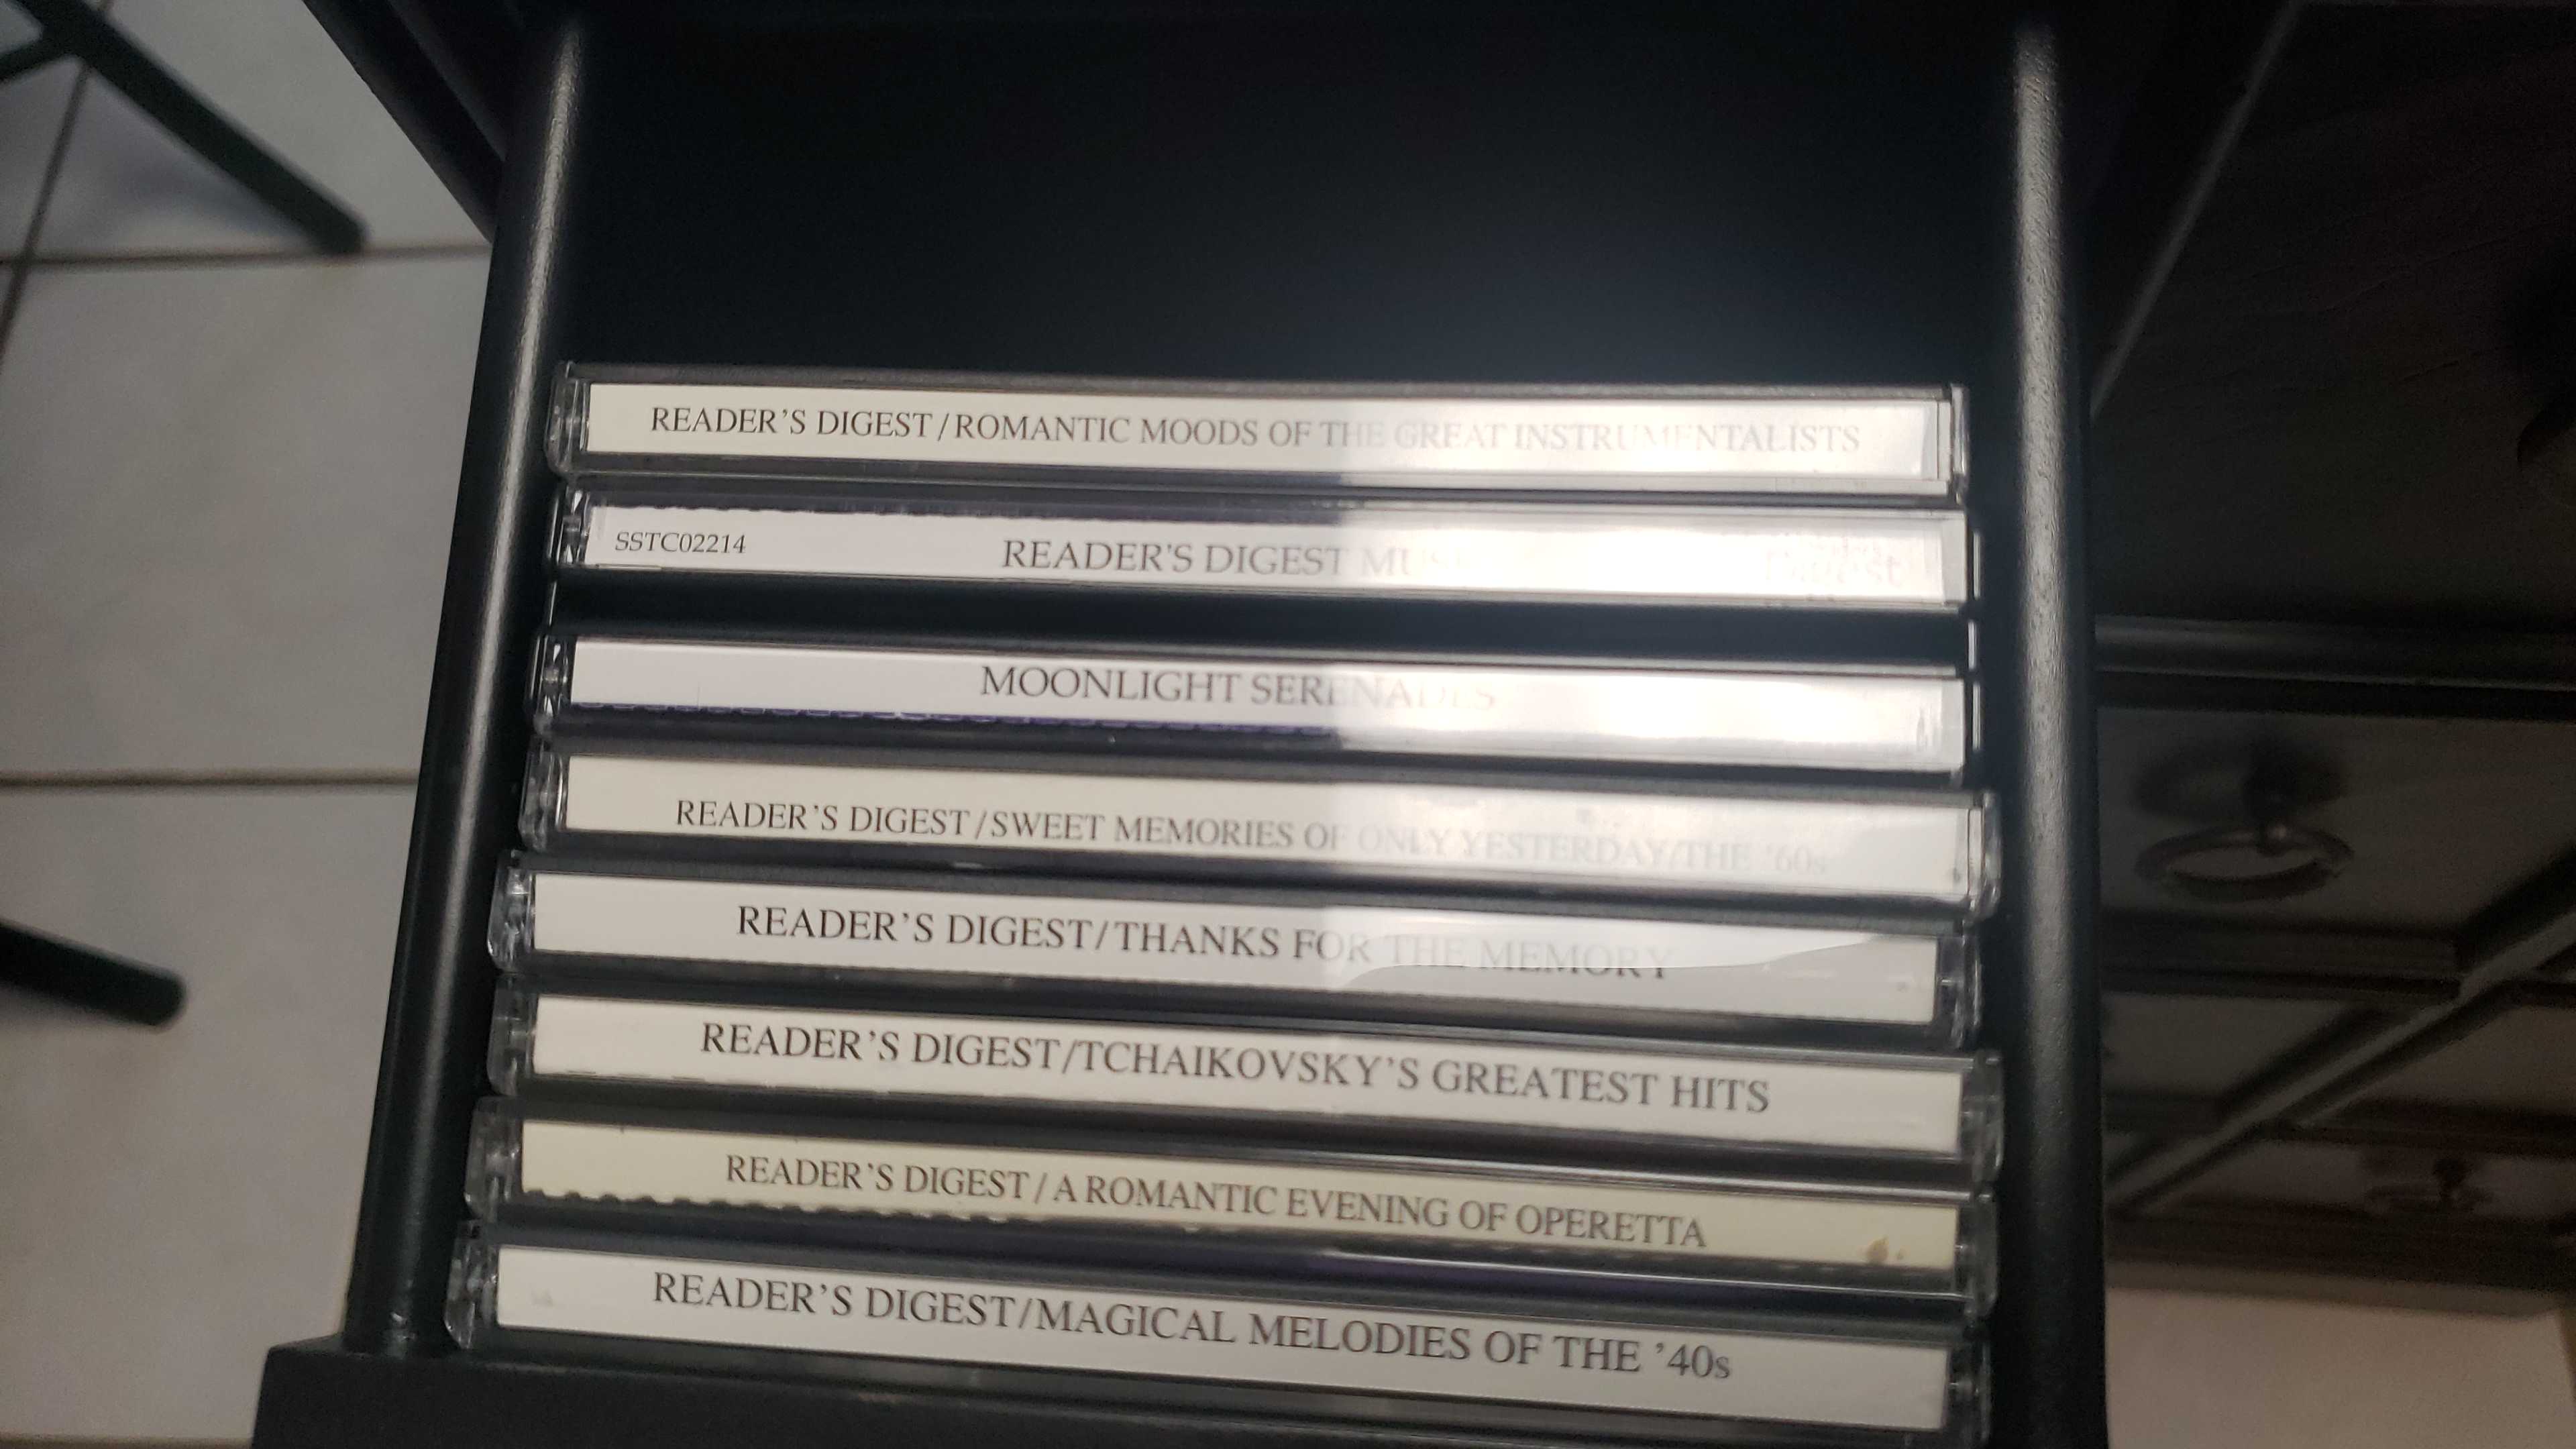 READER'S DIGEST/ROMANTIC MOODS OF THE GREAT INSTRUMENTALISTS
SSTC02214 READER'S DIGEST
MOONLIGHT SERENADES
READER'S DIGEST/SWEET MEMORIES OF ONLY YESTERDAY/THE '60s
READER'S DIGEST/THANKS FOR THE MEMORY
READER'S DIGEST/TCHAIKOVSKY'S GREATEST HITS
READER'S DIGEST/A ROMANTIC EVENING OF OPERETTA
READER'S DIGEST/MAGICAL MELODIES OF THE '40s